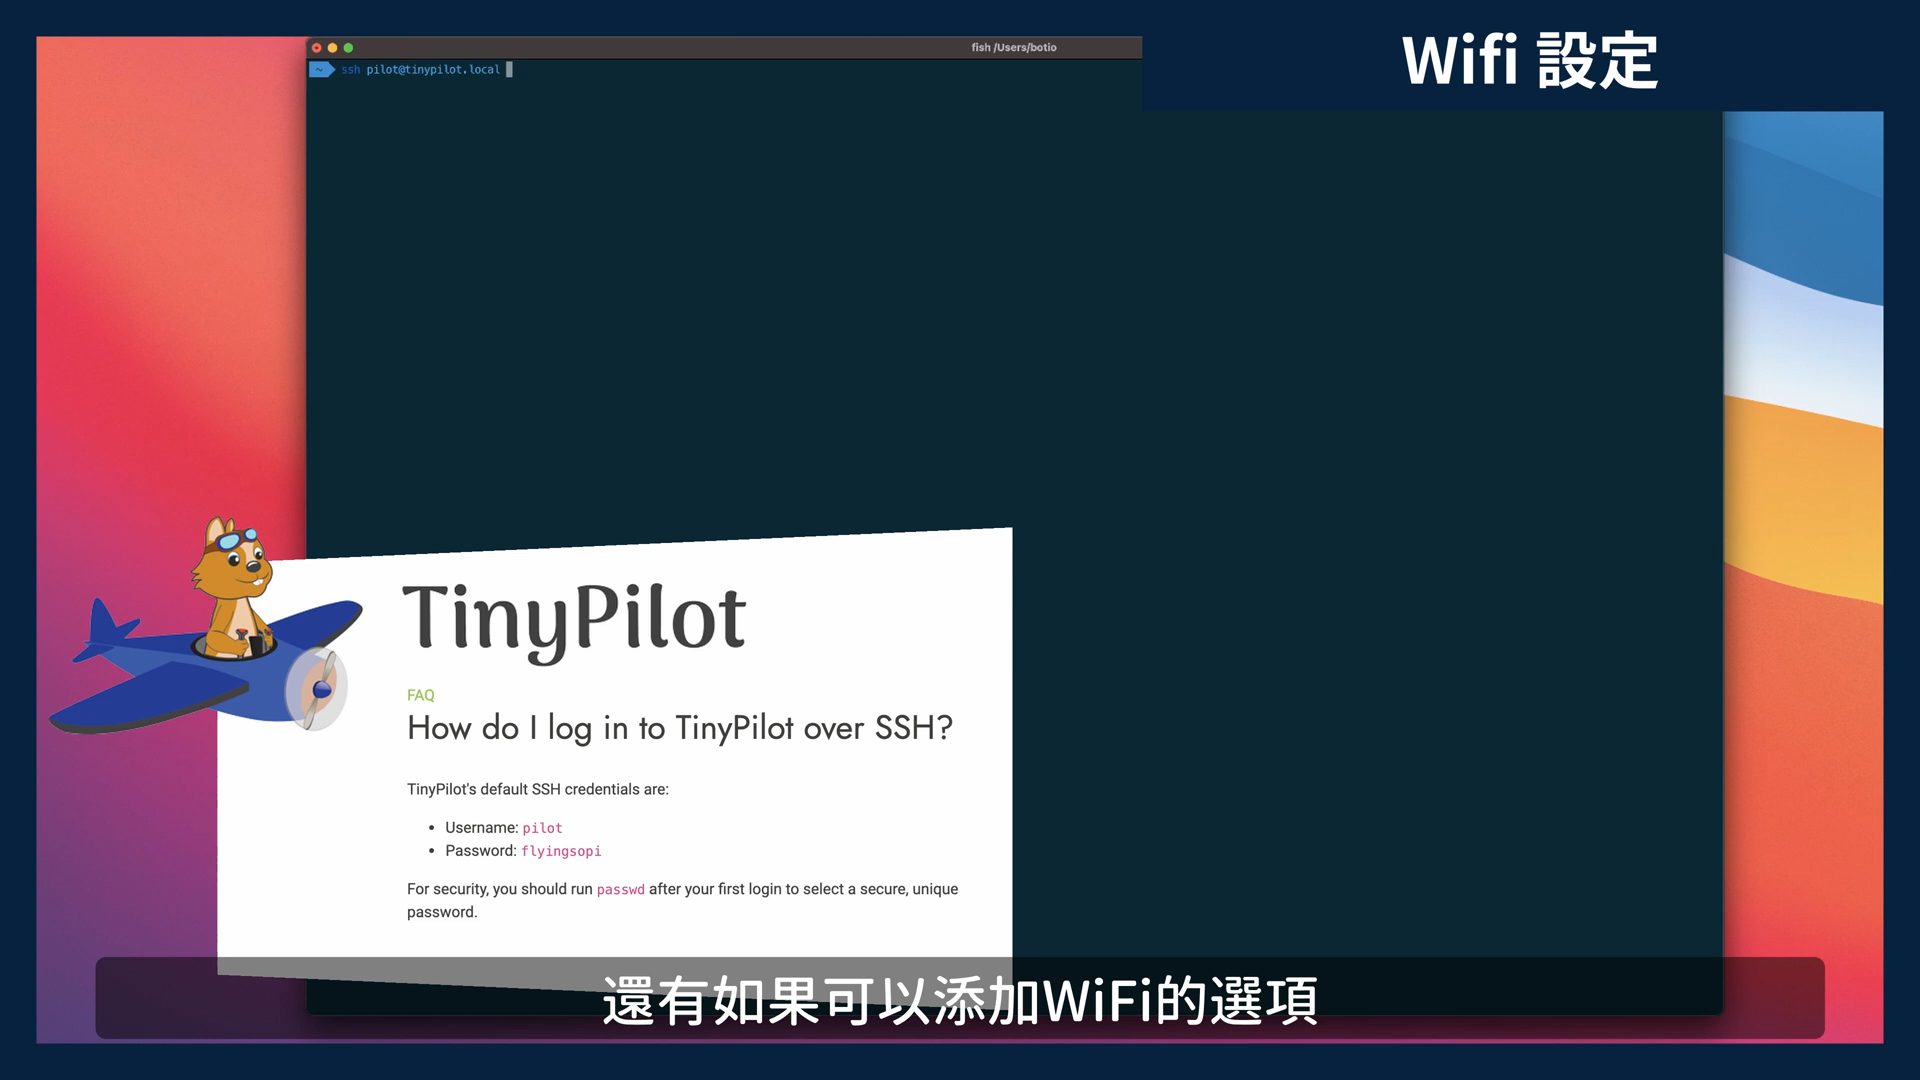 fish /Users/botio
Wifi 設定
~ ssh pilot@tinypilot.local
TinyPilot
FAQ
How do I log in to TinyPilot over SSH?
TinyPilot's default SSH credentials are:
• Username: pilot
• Password: flyingsopi
For security, you should run passwd after your first login to select a secure, unique
password.
還有如果可以添加WiFi的選項